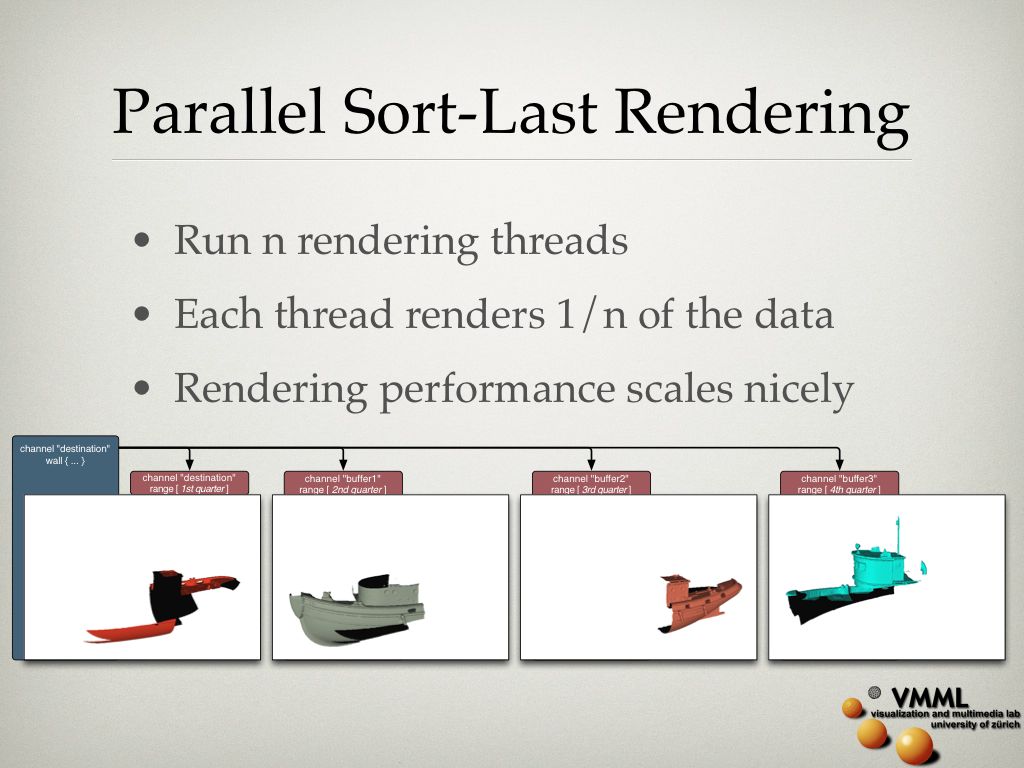 Parallel Sort-Last Rendering
• Run n rendering threads
• Each thread renders 1/n of the data
• Rendering performance scales nicely
channel "destination"
wall { ... }
channel "destination"
range [ 1st quarter ]
channel "buffer1"
range [ 2nd quarter ]
channel "buffer2"
range [ 3rd quarter ]
channel "buffer3"
range [ 4th quarter ]
VMML
visualization and multimedia lab
university of zürich